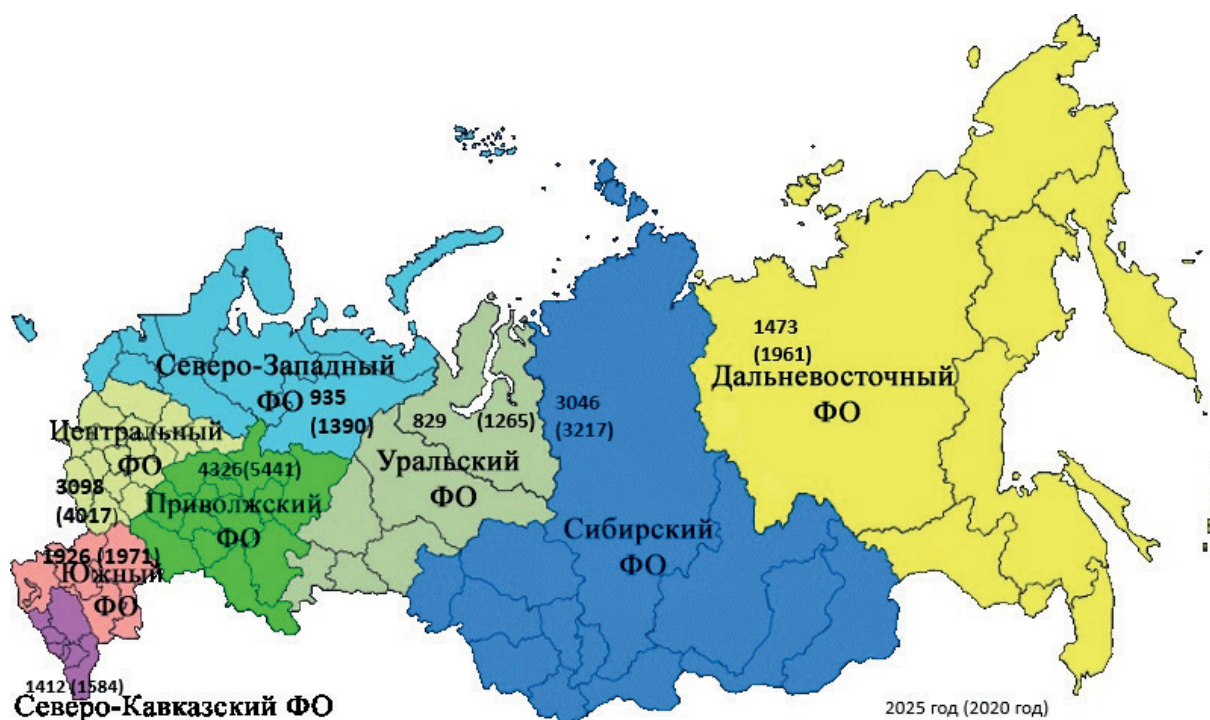 Северо-Западный
ФО
935
(1390)
Центральный
ФО
3098
(4017)
4326(5441)
Приволжский
ФО
829 (1265)
Уральский
ФО
3046
(3217)
Сибирский
ФО
1473
(1961)
Дальневосточный
ФО
1926 (1971)
Южный
ФО
1412 (1584)
Северо-Кавказский ФО
2025 год (2020 год)